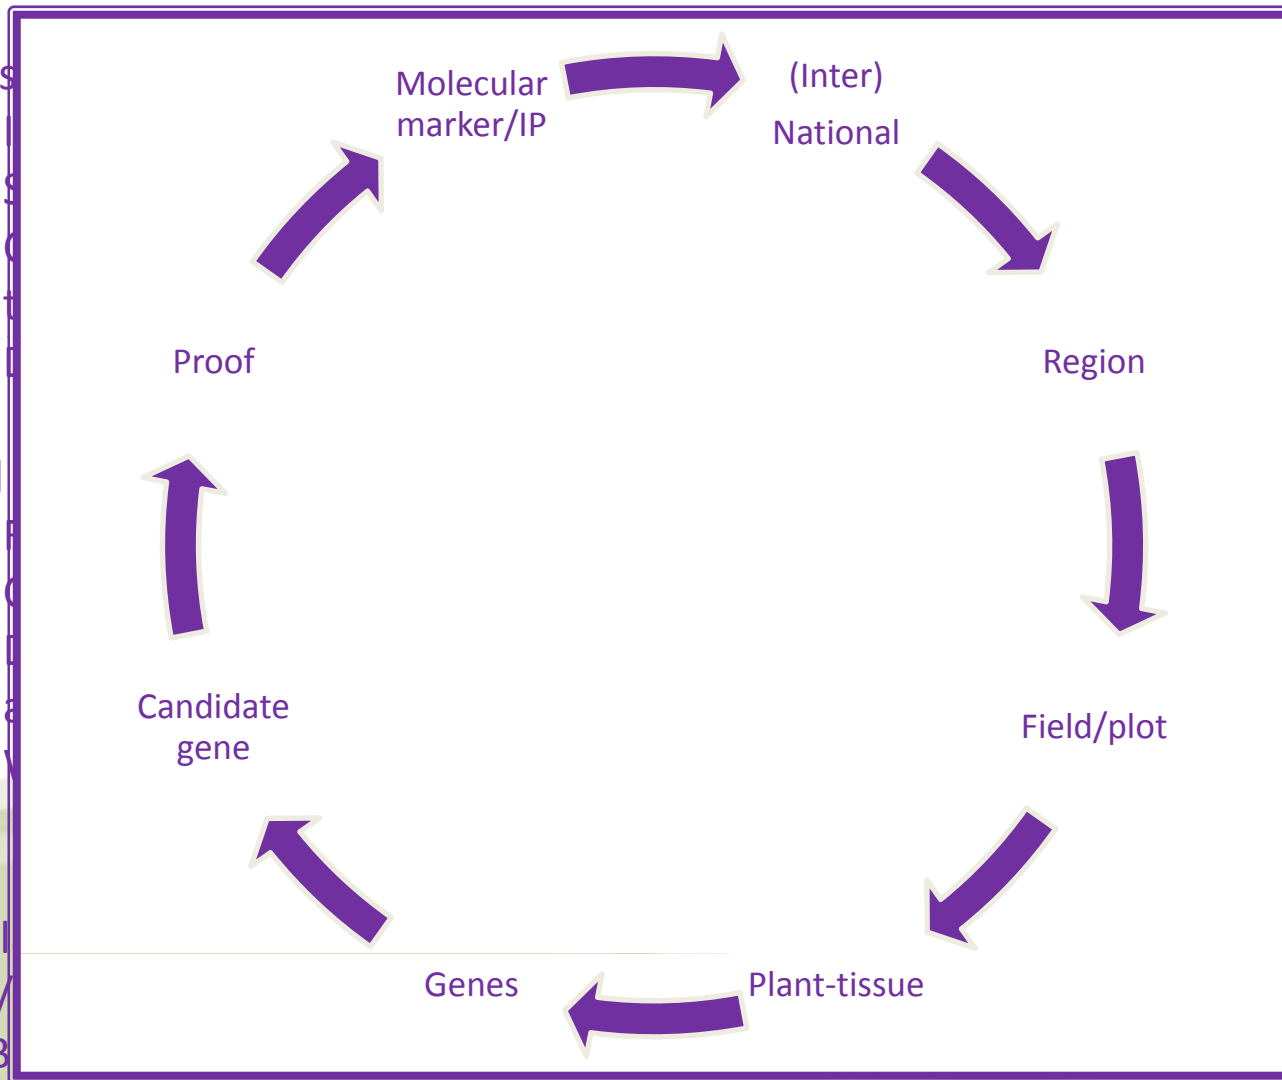 Molecular
marker/IP
(Inter)
National
Region
Field/plot
Plant-tissue
Genes
Candidate
gene
Proof